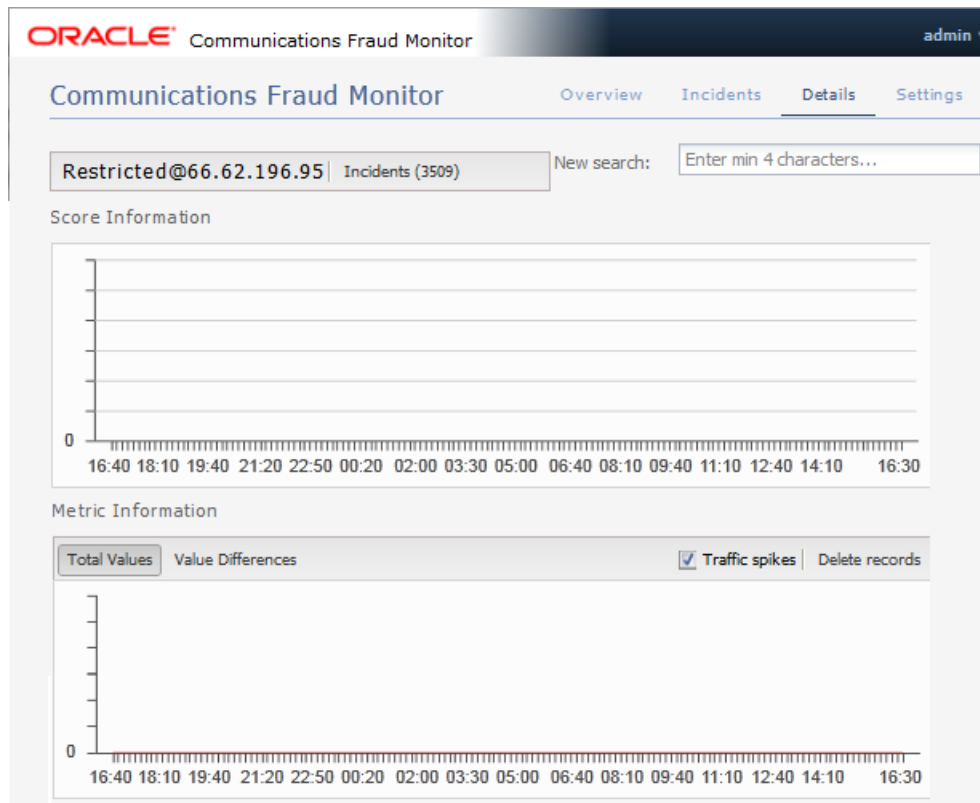 ORACLE Communications Fraud Monitor admin
Communications Fraud Monitor Overview Incidents Details Settings
Restricted@66.62.196.95 Incidents (3509) New search: Enter min 4 characters...
Score Information
0
16:40 18:10 19:40 21:20 22:50 00:20 02:00 03:30 05:00 06:40 08:10 09:40 11:10 12:40 14:10 16:30
Metric Information
Total Values Value Differences Traffic spikes Delete records
0
16:40 18:10 19:40 21:20 22:50 00:20 02:00 03:30 05:00 06:40 08:10 09:40 11:10 12:40 14:10 16:30